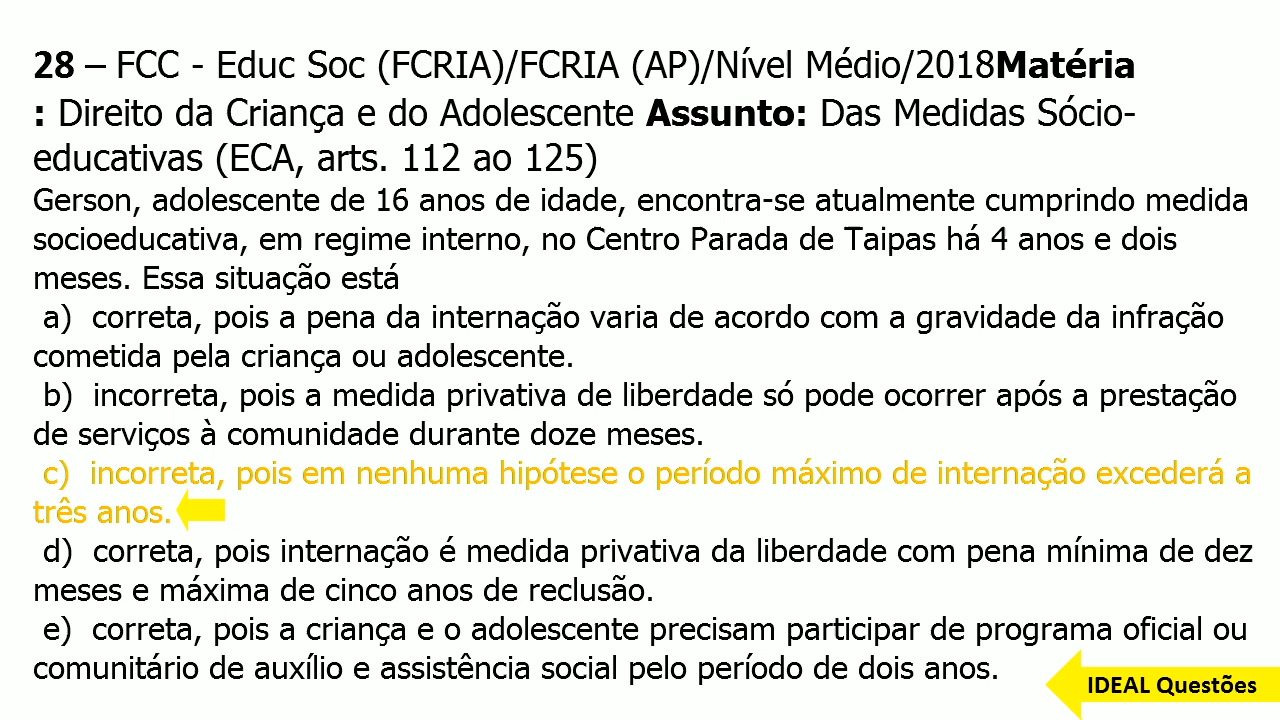 28 – FCC - Educ Soc (FCRIA)/FCRIA (AP)/Nível Médio/2018Matéria
: Direito da Criança e do Adolescente Assunto: Das Medidas Sócio-
educativas (ECA, arts. 112 ao 125)
Gerson, adolescente de 16 anos de idade, encontra-se atualmente cumprindo medida
socioeducativa, em regime interno, no Centro Parada de Taipas há 4 anos e dois
meses. Essa situação está
a) correta, pois a pena da internação varia de acordo com a gravidade da infração
cometida pela criança ou adolescente.
b) incorreta, pois a medida privativa de liberdade só pode ocorrer após a prestação
de serviços à comunidade durante doze meses.
c) incorreta, pois em nenhuma hipótese o período máximo de internação excederá a
três anos.
d) correta, pois internação é medida privativa da liberdade com pena mínima de dez
meses e máxima de cinco anos de reclusão.
e) correta, pois a criança e o adolescente precisam participar de programa oficial ou
comunitário de auxílio e assistência social pelo período de dois anos.
IDEAL Questões